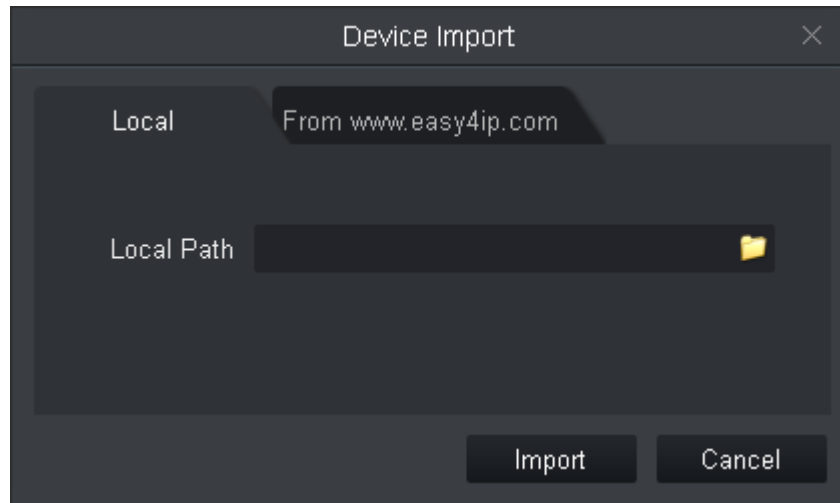 Device Import
Local
From www.easy4ip.com
Local Path
Import
Cancel